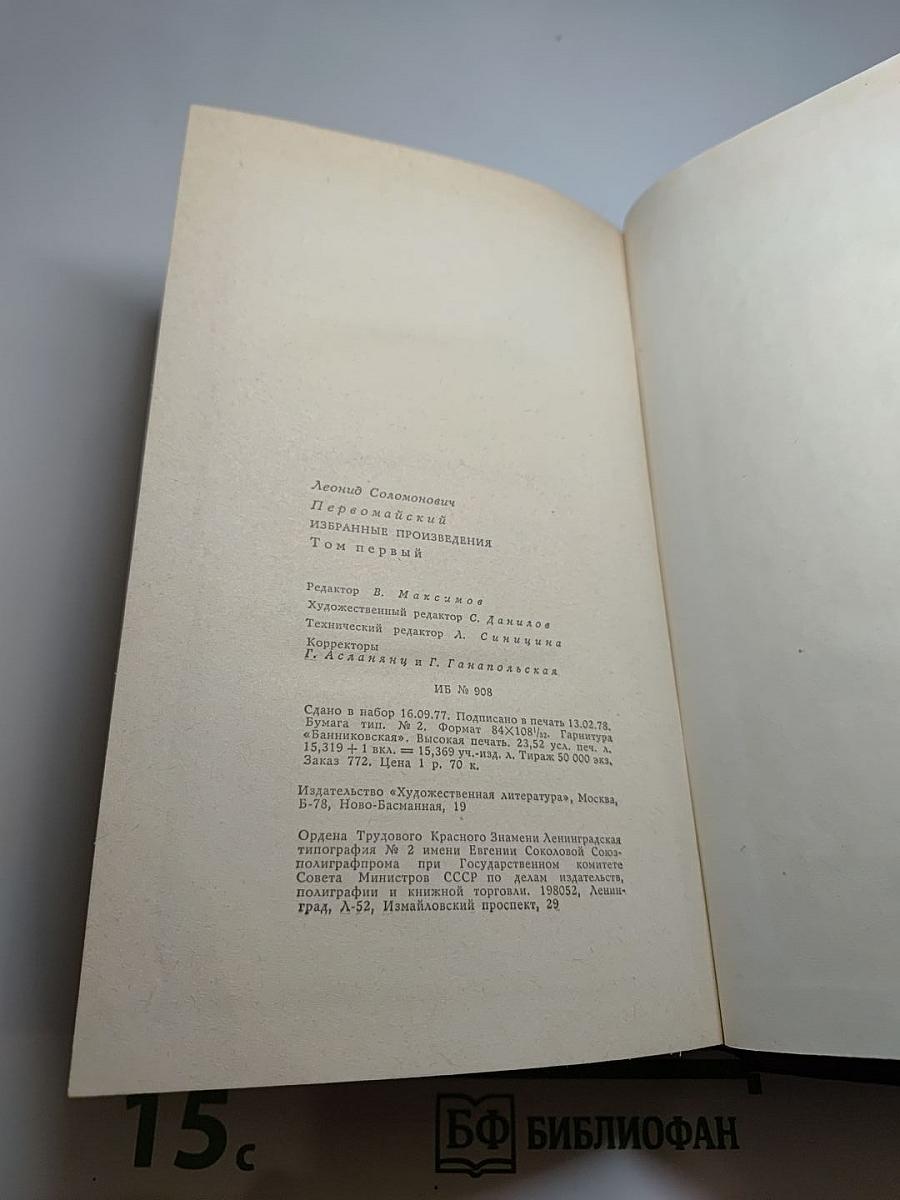 Леонид Соломонович
Первомайский
ИЗБРАННЫЕ ПРОИЗВЕДЕНИЯ
Том первый
Редактор В. Максимов
Художественный редактор С. Данилов
Технический редактор Л. Синицина
Корректоры
Г. Асланянц и Г. Ганапольская
ИБ № 908
Сдано в набор 16.09.77. Подписано в печать 13.02.78.
Бумага тип. № 2. Формат 84×108 1/32. Гарнитура
«Банниковская». Высокая печать. 23,52 усл. печ. л.
15,319 + 1 вкл. = 15,369 уч.-изд. л. Тираж 50 000 экз.
Заказ 772. Цена 1 р. 70 к.
Издательство «Художественная литература», Москва,
Б-78, Ново-Басманная, 19
Ордена Трудового Красного Знамени Ленинградская
типография № 2 имени Евгении Соколовой Союз-
полиграфпрома при Государственном комитете
Совета Министров СССР по делам издательств,
полиграфии и книжной торговли. 198052, Ленин-
град, Л-52, Измайловский проспект, 29
15 с
БФ БИБЛИОФАН